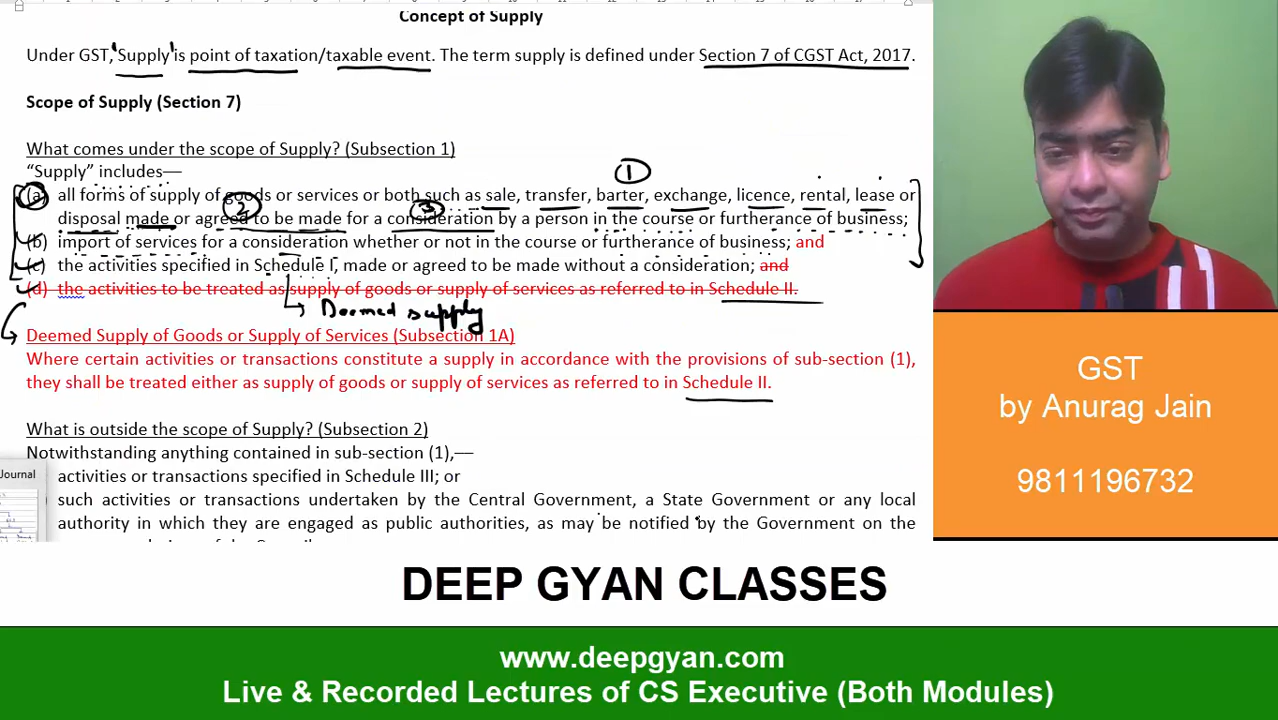 Concept of Supply
Under GST, 'Supply' is point of taxation/taxable event. The term supply is defined under Section 7 of CGST Act, 2017.
Scope of Supply (Section 7)
What comes under the scope of Supply? (Subsection 1)
“Supply” includes—
(a) all forms of supply of goods or services or both such as sale, transfer, barter, exchange, licence, rental, lease or
disposal made or agreed to be made for a consideration by a person in the course or furtherance of business;
(b) import of services for a consideration whether or not in the course or furtherance of business; and
(c) the activities specified in Schedule I, made or agreed to be made without a consideration; and
(d) the activities to be treated as supply of goods or supply of services as referred to in Schedule II.
1
2
3
Deemed supply
Deemed Supply of Goods or Supply of Services (Subsection 1A)
Where certain activities or transactions constitute a supply in accordance with the provisions of sub-section (1),
they shall be treated either as supply of goods or supply of services as referred to in Schedule II.
What is outside the scope of Supply? (Subsection 2)
Notwithstanding anything contained in sub-section (1),—
activities or transactions specified in Schedule III; or
such activities or transactions undertaken by the Central Government, a State Government or any local
authority in which they are engaged as public authorities, as may be notified by the Government on the
Journal
GST
by Anurag Jain
9811196732
DEEP GYAN CLASSES
www.deepgyan.com
Live & Recorded Lectures of CS Executive (Both Modules)